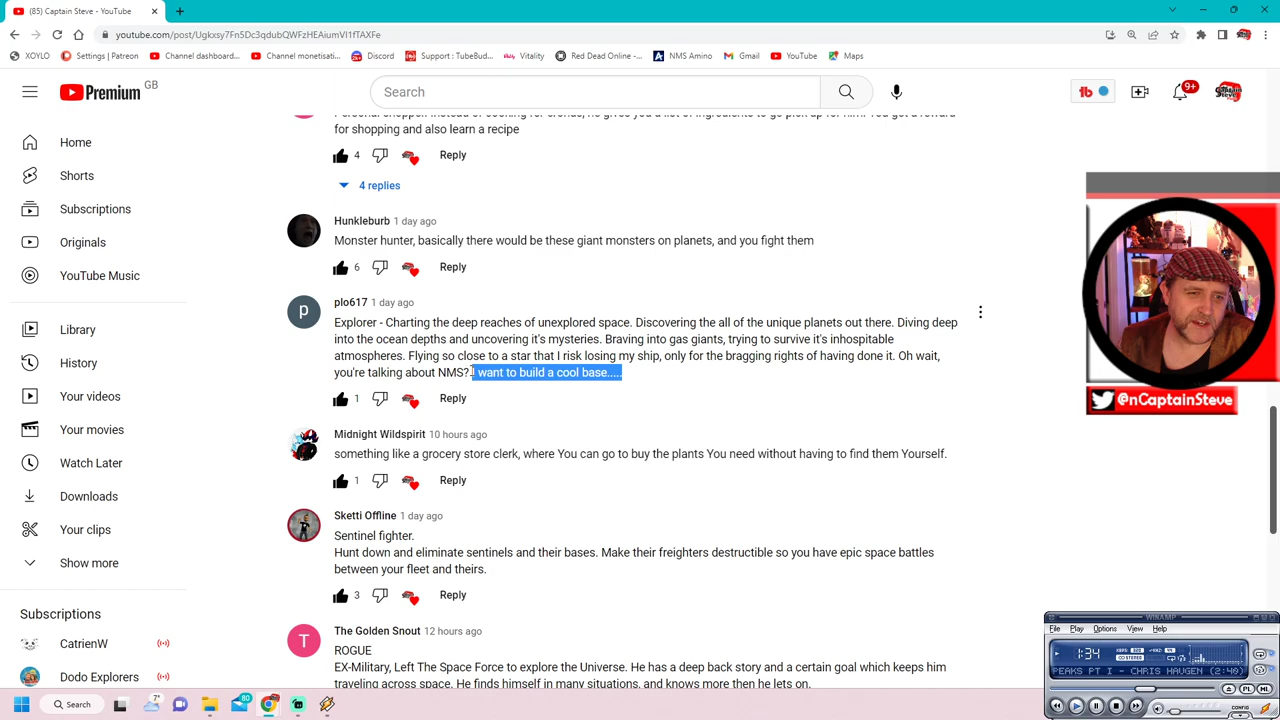 (85) Captain Steve - YouTube
youtube.com/post/Ugkxsy7Fn5Dc3qdubQWFzHEAiumVI1fTAXFe
XOYLO
Settings | Patreon
Channel dashboard...
Channel monetisati...
Discord
Support : TubeBud...
Vitality
Red Dead Online -...
NMS Amino
Gmail
YouTube
Maps
Premium GB
Search
9+
for shopping and also learn a recipe
4
Reply
4 replies
Home
Shorts
Subscriptions
Originals
YouTube Music
Library
History
Your videos
Your movies
Watch Later
Downloads
Your clips
Show more
Subscriptions
CatrienW
Dodo Explorers
Hunkleburb 1 day ago
Monster hunter, basically there would be these giant monsters on planets, and you fight them
6
Reply
p
plo617 1 day ago
Explorer - Charting the deep reaches of unexplored space. Discovering the all of the unique planets out there. Diving deep
into the ocean depths and uncovering it's mysteries. Braving into gas giants, trying to survive it's inhospitable
atmospheres. Flying so close to a star that I risk losing my ship, only for the bragging rights of having done it. Oh wait,
you're talking about NMS? I want to build a cool base.....
1
Reply
Midnight Wildspirit 10 hours ago
something like a grocery store clerk, where You can go to buy the plants You need without having to find them Yourself.
1
Reply
Sketti Offline 1 day ago
Sentinel fighter.
Hunt down and eliminate sentinels and their bases. Make their freighters destructible so you have epic space battles
between your fleet and theirs.
3
Reply
T
The Golden Snout 12 hours ago
ROGUE
EX-Military, Left The Space Force to explore the Universe. He has a deep back story and a certain goal which keeps him
traveling across space. He finds himself in many situations, and knows more then he lets on.
@nCaptainSteve
WINAMP
File Play Options View Help
1:34
PEAKS PT I - CHRIS HAUGEN (2:40)
PL ML
CONFIG
Search
7°
80